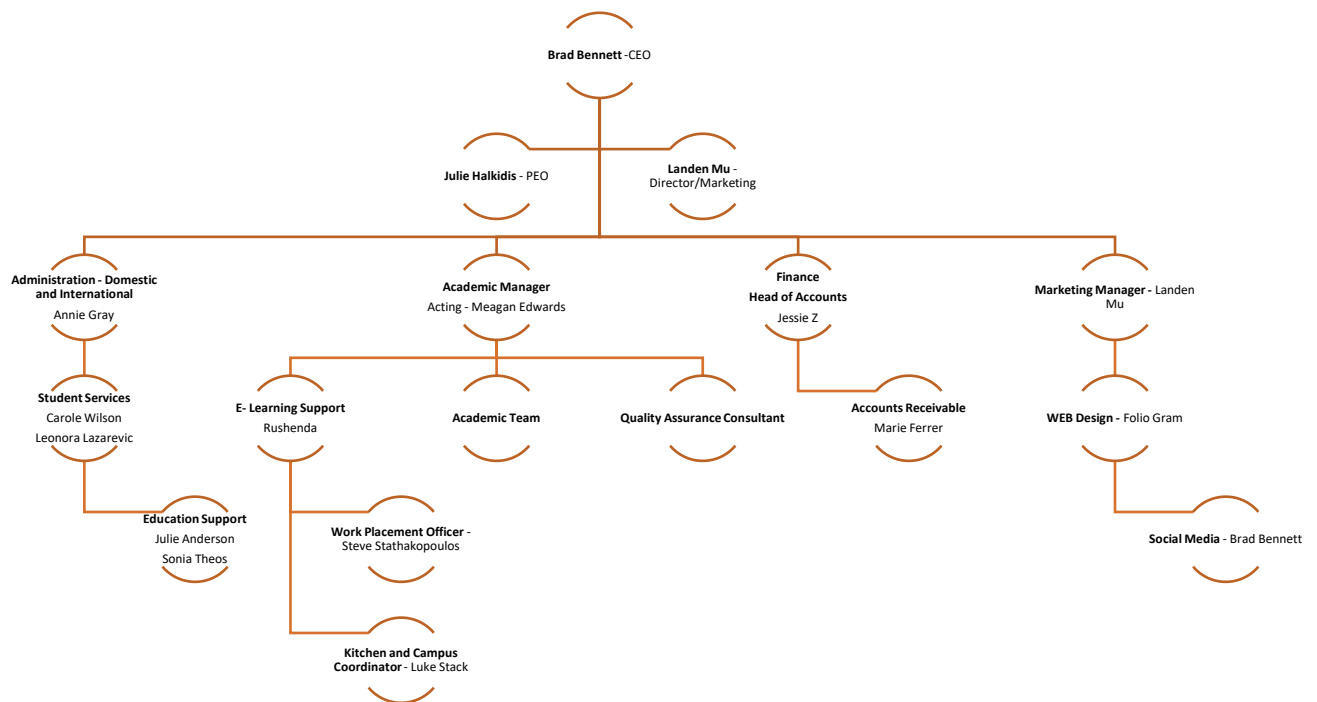 Brad Bennett -CEO
Julie Halkidis - PEO
Landen Mu -
Director/Marketing
Administration - Domestic
and International
Annie Gray
Academic Manager
Acting - Meagan Edwards
Finance
Head of Accounts
Jessie Z
Marketing Manager - Landen
Mu
Student Services
Carole Wilson
Leonora Lazarevic
E- Learning Support
Rushenda
Academic Team
Quality Assurance Consultant
Accounts Receivable
Marie Ferrer
WEB Design - Folio Gram
Education Support
Julie Anderson
Sonia Theos
Work Placement Officer -
Steve Stathakopoulos
Social Media - Brad Bennett
Kitchen and Campus
Coordinator - Luke Stack